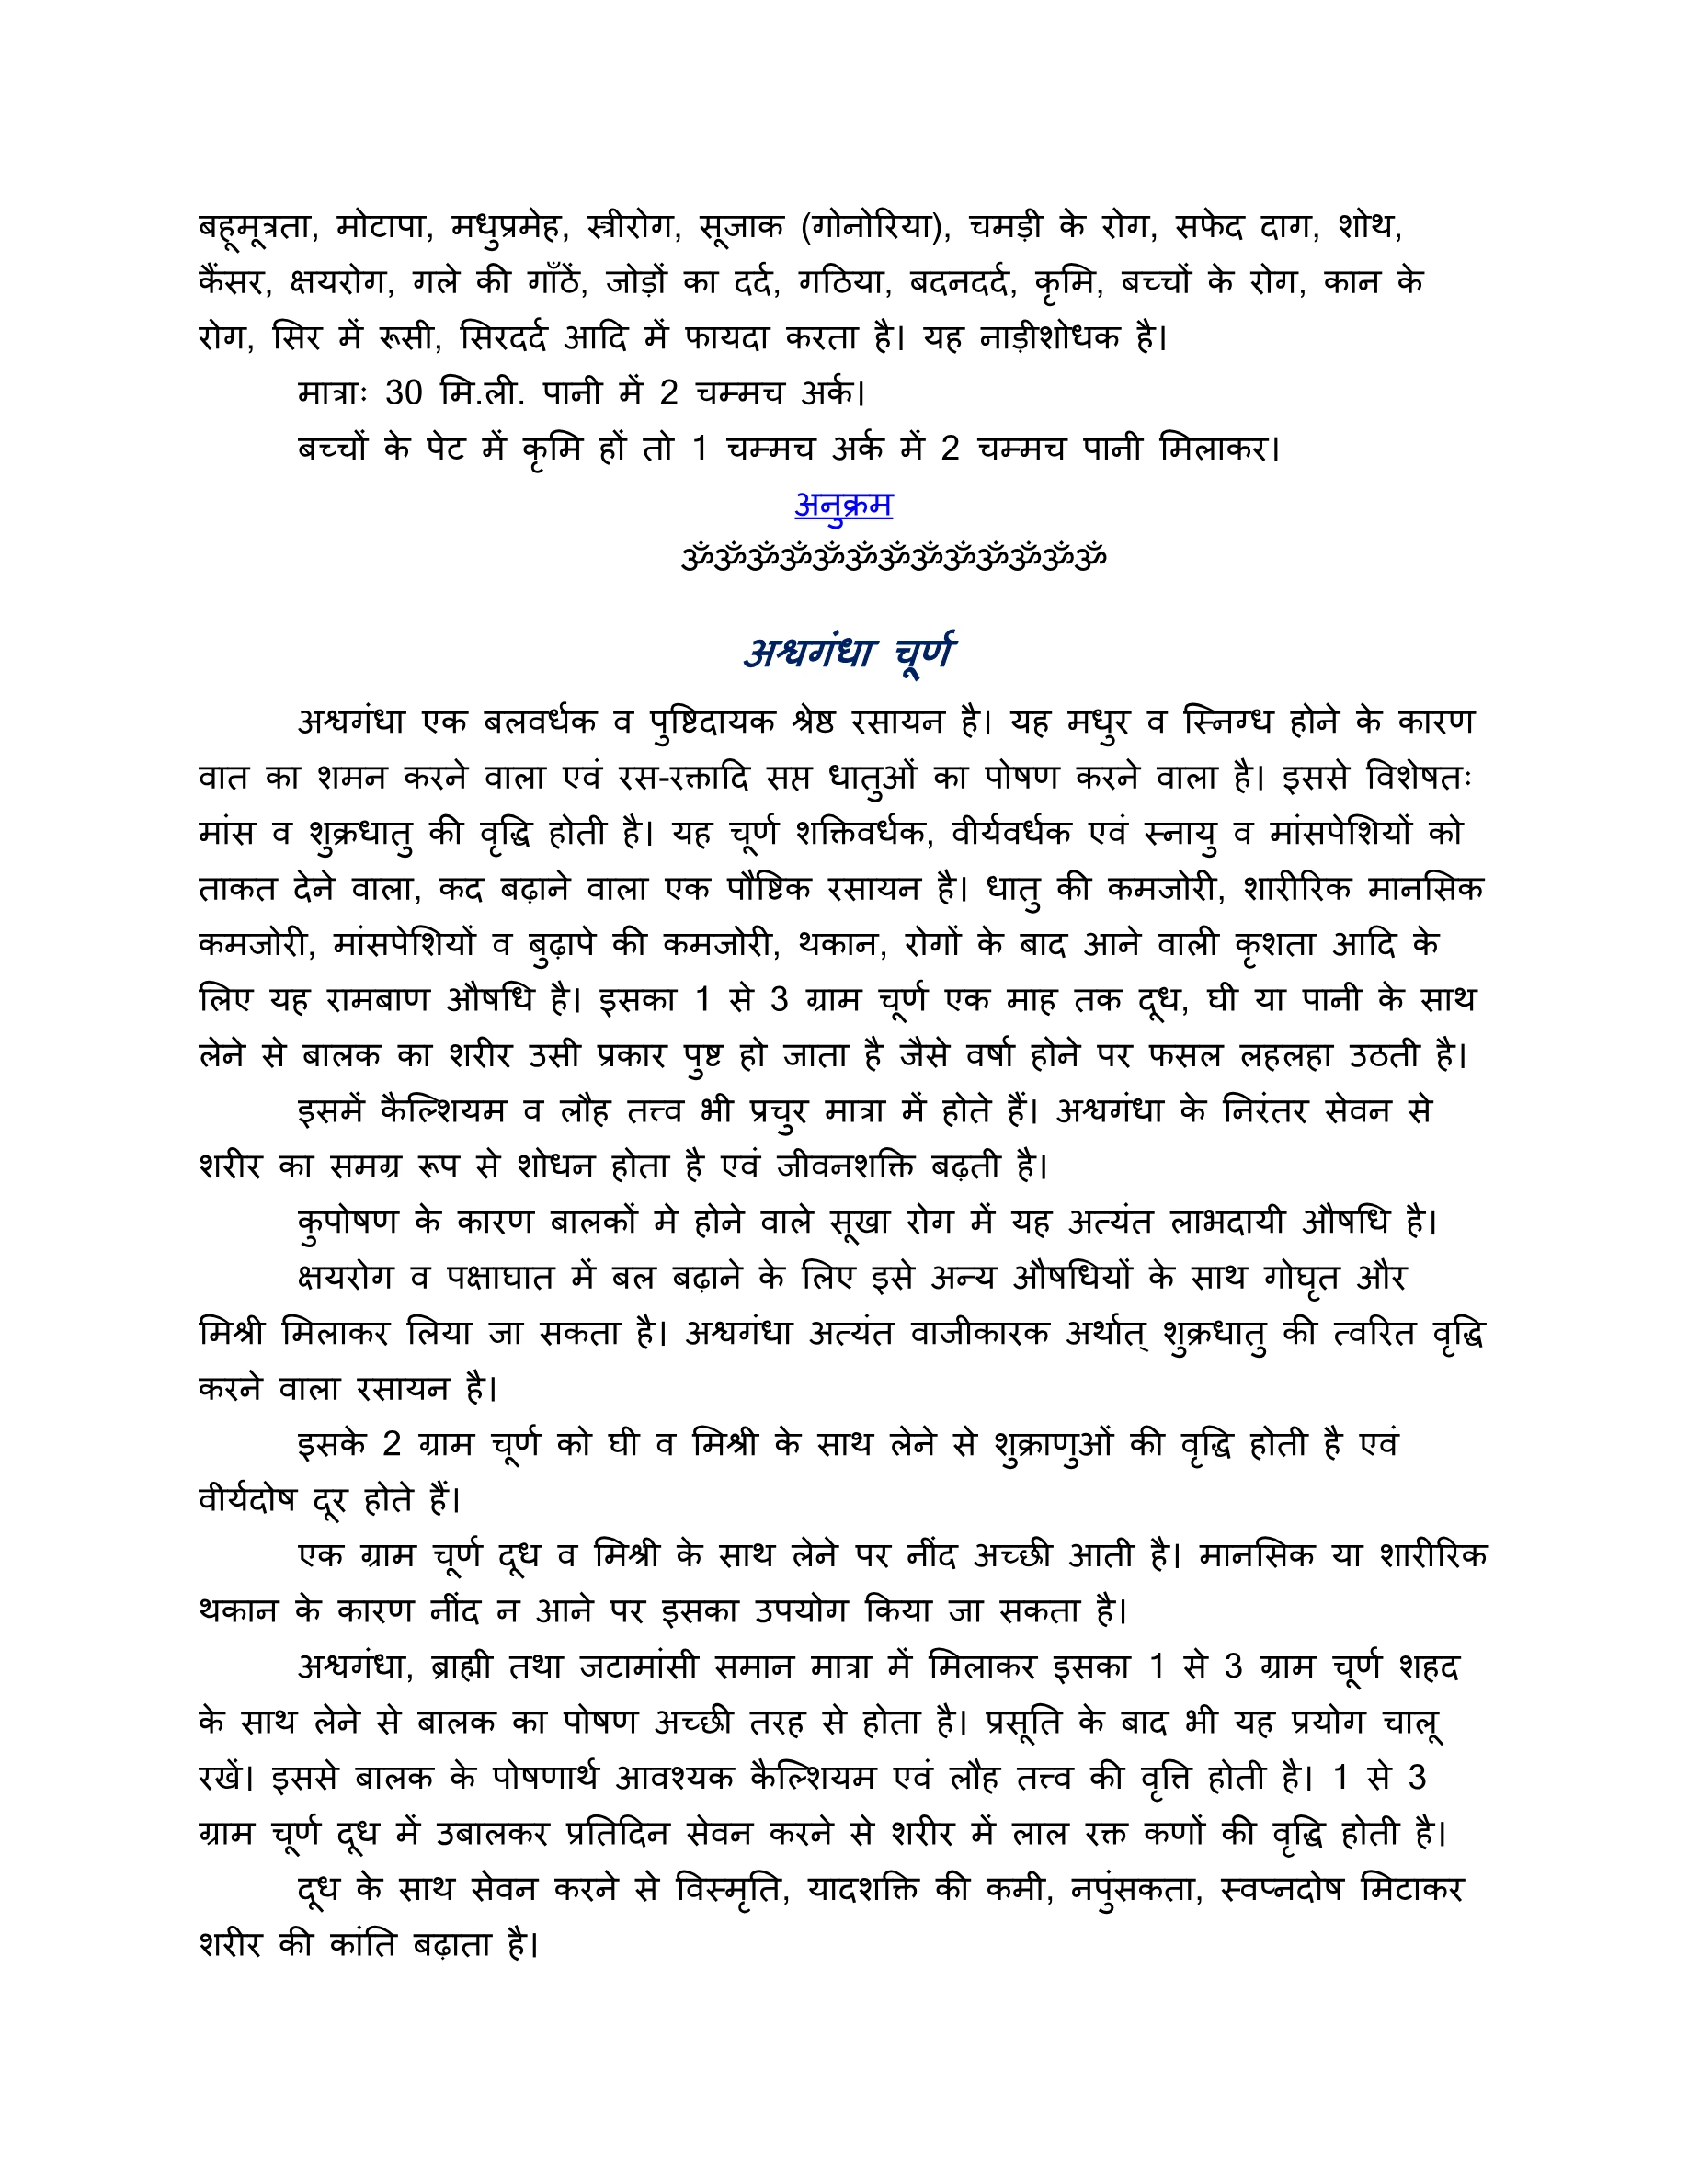 बहूमूत्रता, मोटापा, मधुप्रमेह, स्त्रीरोग, सूजाक (गोनोरिया), चमड़ी के रोग, सफेद दाग, शोथ,
कैंसर, क्षयरोग, गले की गाँठें, जोड़ों का दर्द, गठिया, बदनदर्द, कृमि, बच्चों के रोग, कान के
रोग, सिर में रूसी, सिरदर्द आदि में फायदा करता है। यह नाड़ीशोधक है।
मात्राः 30 मि.ली. पानी में 2 चम्मच अर्क।
बच्चों के पेट में कृमि हों तो 1 चम्मच अर्क में 2 चम्मच पानी मिलाकर।
अनुक्रम
ॐॐॐॐॐॐॐॐॐॐॐॐॐ
अश्वगंधा चूर्ण
अश्वगंधा एक बलवर्धक व पुष्टिदायक श्रेष्ठ रसायन है। यह मधुर व स्निग्ध होने के कारण
वात का शमन करने वाला एवं रस-रक्तादि सप्त धातुओं का पोषण करने वाला है। इससे विशेषतः
मांस व शुक्रधातु की वृद्धि होती है। यह चूर्ण शक्तिवर्धक, वीर्यवर्धक एवं स्नायु व मांसपेशियों को
ताकत देने वाला, कद बढ़ाने वाला एक पौष्टिक रसायन है। धातु की कमजोरी, शारीरिक मानसिक
कमजोरी, मांसपेशियों व बुढ़ापे की कमजोरी, थकान, रोगों के बाद आने वाली कृशता आदि के
लिए यह रामबाण औषधि है। इसका 1 से 3 ग्राम चूर्ण एक माह तक दूध, घी या पानी के साथ
लेने से बालक का शरीर उसी प्रकार पुष्ट हो जाता है जैसे वर्षा होने पर फसल लहलहा उठती है।
इसमें कैल्शियम व लौह तत्त्व भी प्रचुर मात्रा में होते हैं। अश्वगंधा के निरंतर सेवन से
शरीर का समग्र रूप से शोधन होता है एवं जीवनशक्ति बढ़ती है।
कुपोषण के कारण बालकों मे होने वाले सूखा रोग में यह अत्यंत लाभदायी औषधि है।
क्षयरोग व पक्षाघात में बल बढ़ाने के लिए इसे अन्य औषधियों के साथ गोघृत और
मिश्री मिलाकर लिया जा सकता है। अश्वगंधा अत्यंत वाजीकारक अर्थात् शुक्रधातु की त्वरित वृद्धि
करने वाला रसायन है।
इसके 2 ग्राम चूर्ण को घी व मिश्री के साथ लेने से शुक्राणुओं की वृद्धि होती है एवं
वीर्यदोष दूर होते हैं।
एक ग्राम चूर्ण दूध व मिश्री के साथ लेने पर नींद अच्छी आती है। मानसिक या शारीरिक
थकान के कारण नींद न आने पर इसका उपयोग किया जा सकता है।
अश्वगंधा, ब्राह्मी तथा जटामांसी समान मात्रा में मिलाकर इसका 1 से 3 ग्राम चूर्ण शहद
के साथ लेने से बालक का पोषण अच्छी तरह से होता है। प्रसूति के बाद भी यह प्रयोग चालू
रखें। इससे बालक के पोषणार्थ आवश्यक कैल्शियम एवं लौह तत्त्व की वृत्ति होती है। 1 से 3
ग्राम चूर्ण दूध में उबालकर प्रतिदिन सेवन करने से शरीर में लाल रक्त कणों की वृद्धि होती है।
दूध के साथ सेवन करने से विस्मृति, यादशक्ति की कमी, नपुंसकता, स्वप्नदोष मिटाकर
शरीर की कांति बढ़ाता है।